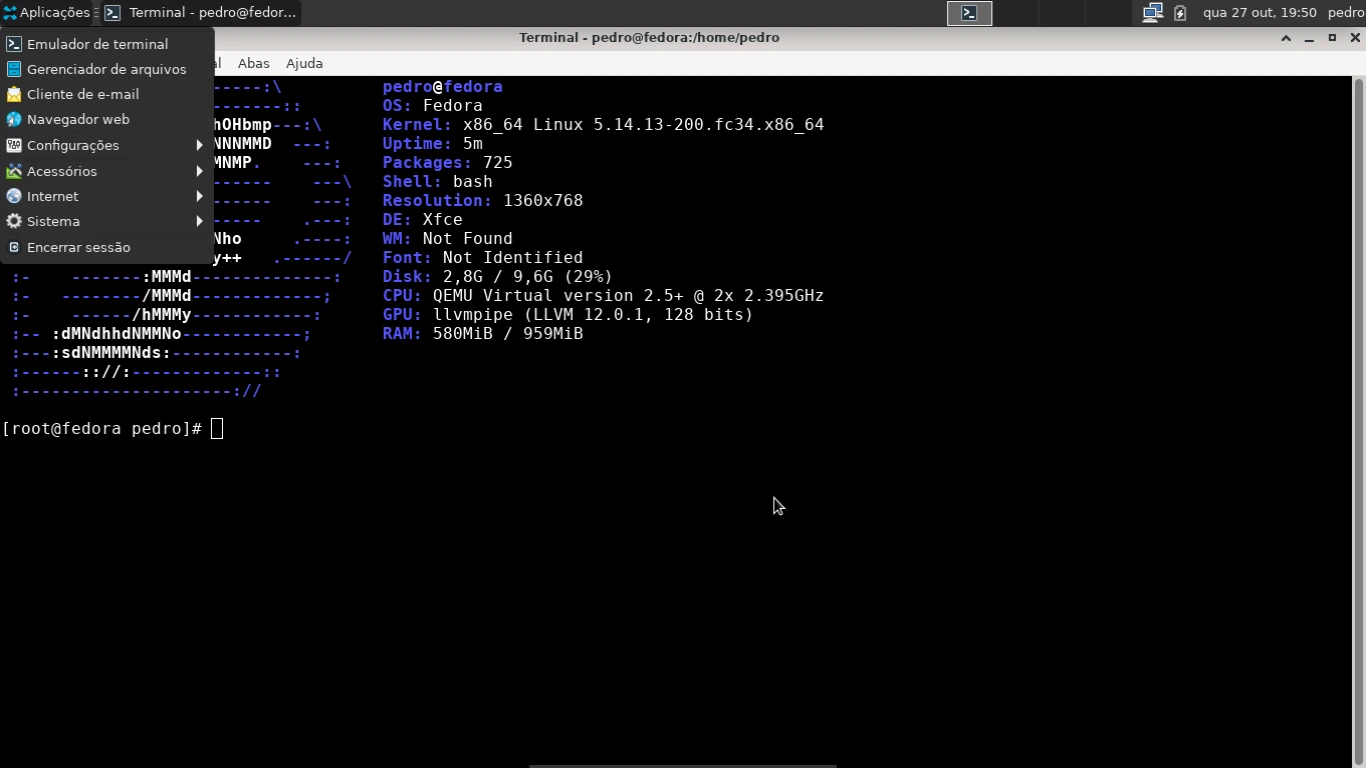 Aplicações
Terminal - pedro@fedor...
qua 27 out, 19:50 pedro
Terminal - pedro@fedora:/home/pedro
Emulador de terminal
Gerenciador de arquivos
Cliente de e-mail
Navegador web
Configurações
Acessórios
Internet
Sistema
Encerrar sessão
Abas Ajuda
-----:\ pedro@fedora
-------:: OS: Fedora
hOHbmp---:\ Kernel: x86_64 Linux 5.14.13-200.fc34.x86_64
NNNMMD ---: Uptime: 5m
MNMP. ---: Packages: 725
------ ---\ Shell: bash
------ ---: Resolution: 1360x768
----- .---: DE: Xfce
Nho .----: WM: Not Found
y++ .------/ Font: Not Identified
:- -------:MMMd--------------: Disk: 2,8G / 9,6G (29%)
:- --------/MMMd-------------; CPU: QEMU Virtual version 2.5+ @ 2x 2.395GHz
:- ------/hMMMy------------: GPU: llvmpipe (LLVM 12.0.1, 128 bits)
:-- :dMNdhhdNMMNo------------; RAM: 580MiB / 959MiB
:---:sdNMMMMNds:------------:
:------:://:-------------::
:---------------------://
[root@fedora pedro]#